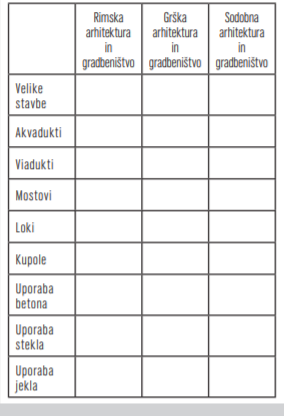 Rimska arhitektura in gradbeništvo
Grška arhitektura in gradbeništvo
Sodobna arhitektura in gradbeništvo
Velike stavbe
Akvadukti
Viadukti
Mostovi
Loki
Kupole
Uporaba betona
Uporaba stekla
Uporaba jekla